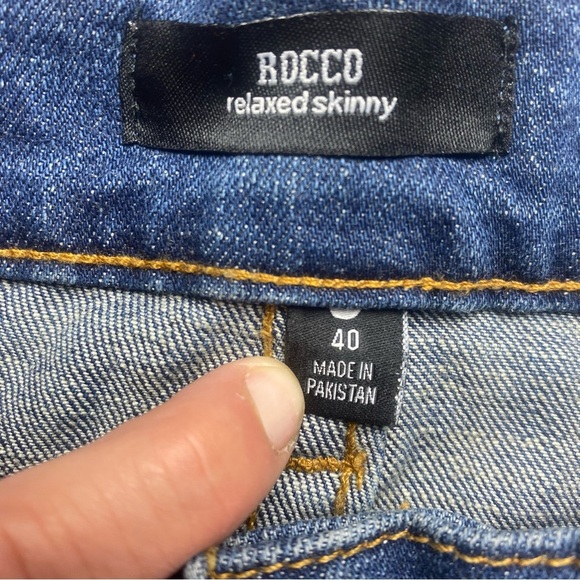 ROCCO
relaxed skinny
40
MADE IN
PAKISTAN